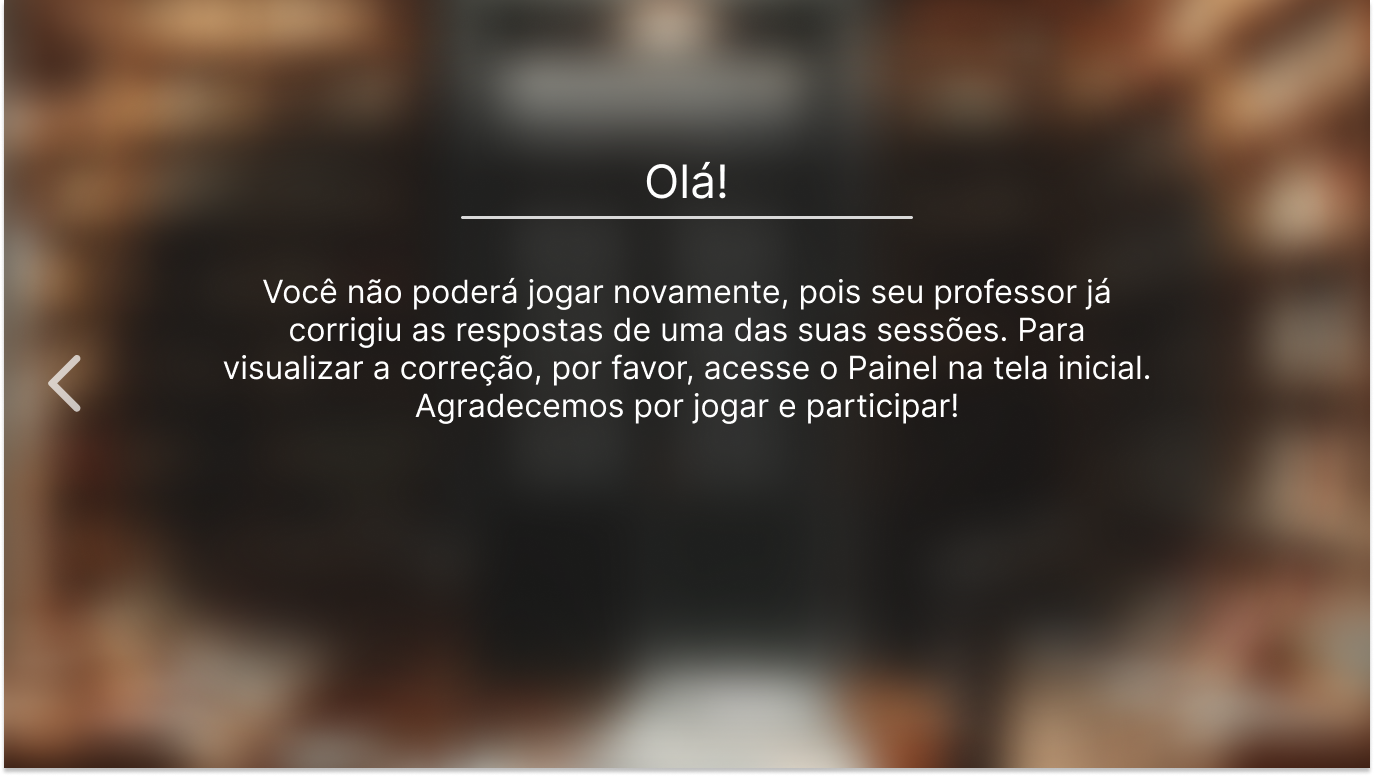 Olá!
Você não poderá jogar novamente, pois seu professor já
corrigiu as respostas de uma das suas sessões. Para
visualizar a correção, por favor, acesse o Painel na tela inicial.
Agradecemos por jogar e participar!